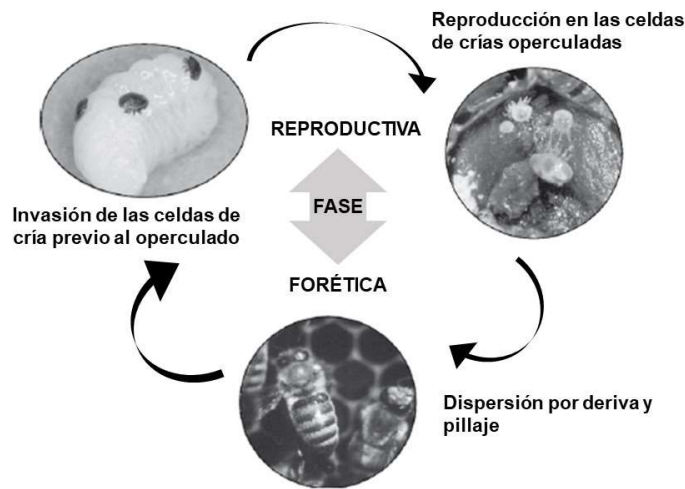 Reproducción en las celdas
de crías operculadas
REPRODUCTIVA
FASE
Invasión de las celdas de
cría previo al operculado
FORÉTICA
Dispersión por deriva y
pillaje